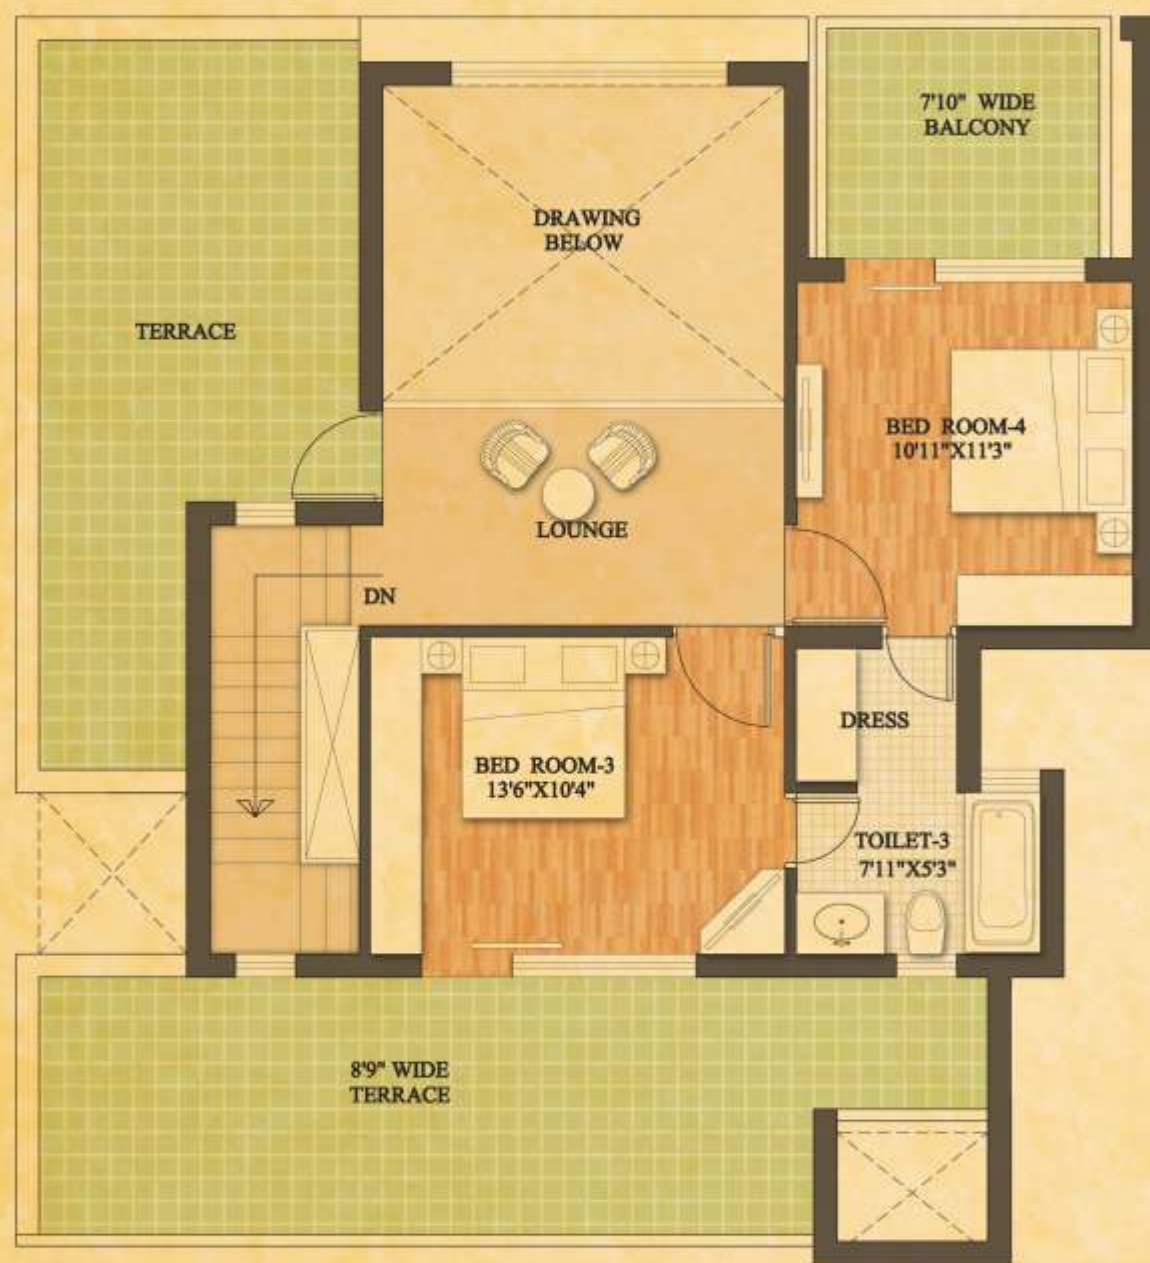 7'10" WIDE
BALCONY
DRAWING
BELOW
TERRACE
BED ROOM-4
10'11"X11'3"
LOUNGE
DN
DRESS
BED ROOM-3
13'6"X10'4"
TOILET-3
7'11"X5'3"
8'9" WIDE
TERRACE